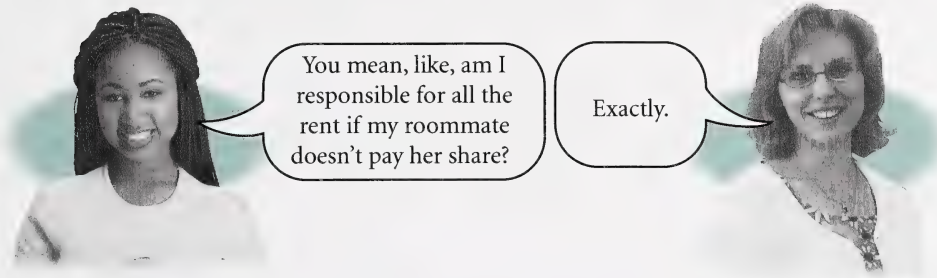 You mean, like, am I
responsible for all the
rent if my roommate
doesn't pay her share?
Exactly.